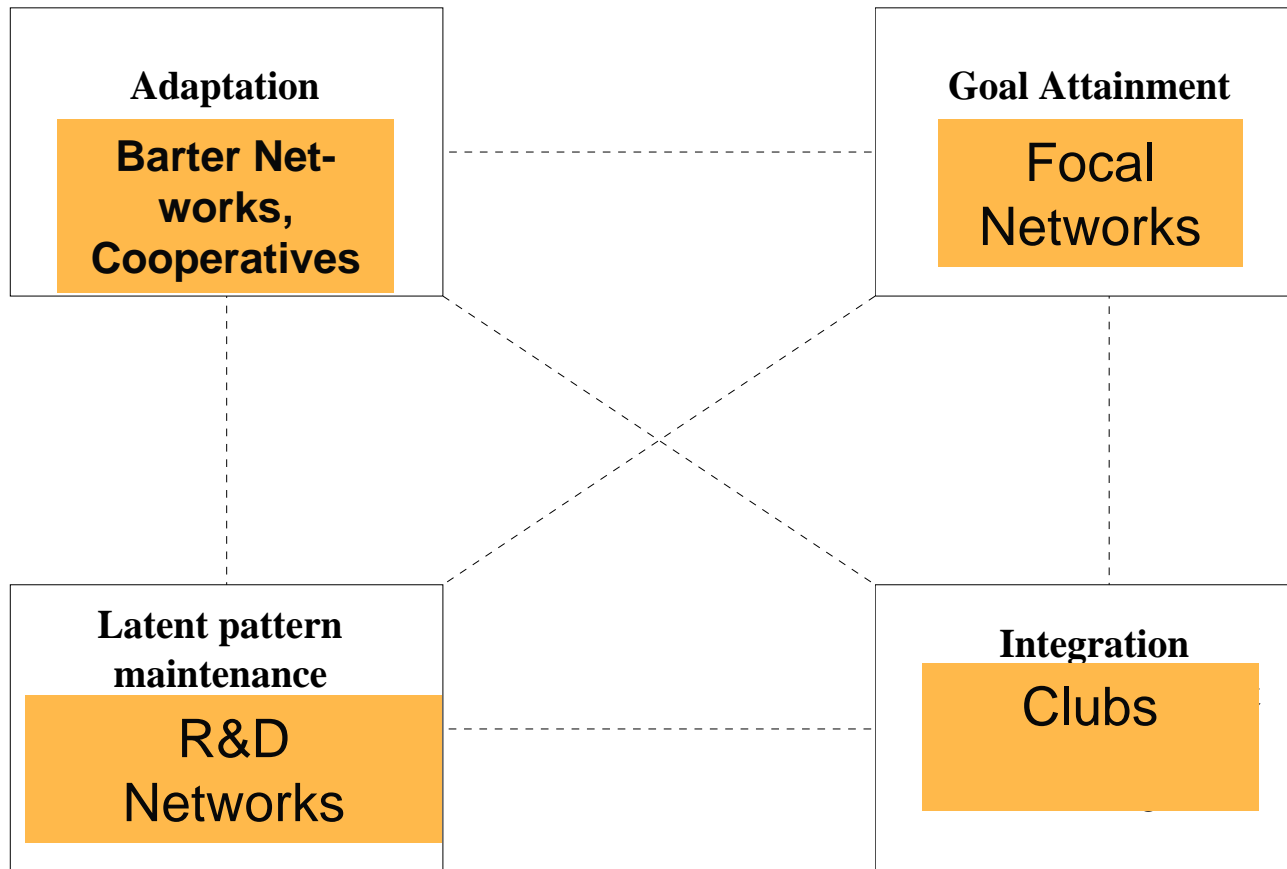 Adaptation
Barter Net-
works,
Cooperatives
Goal Attainment
Focal
Networks
Latent pattern
maintenance
R&D
Networks
Integration
Clubs